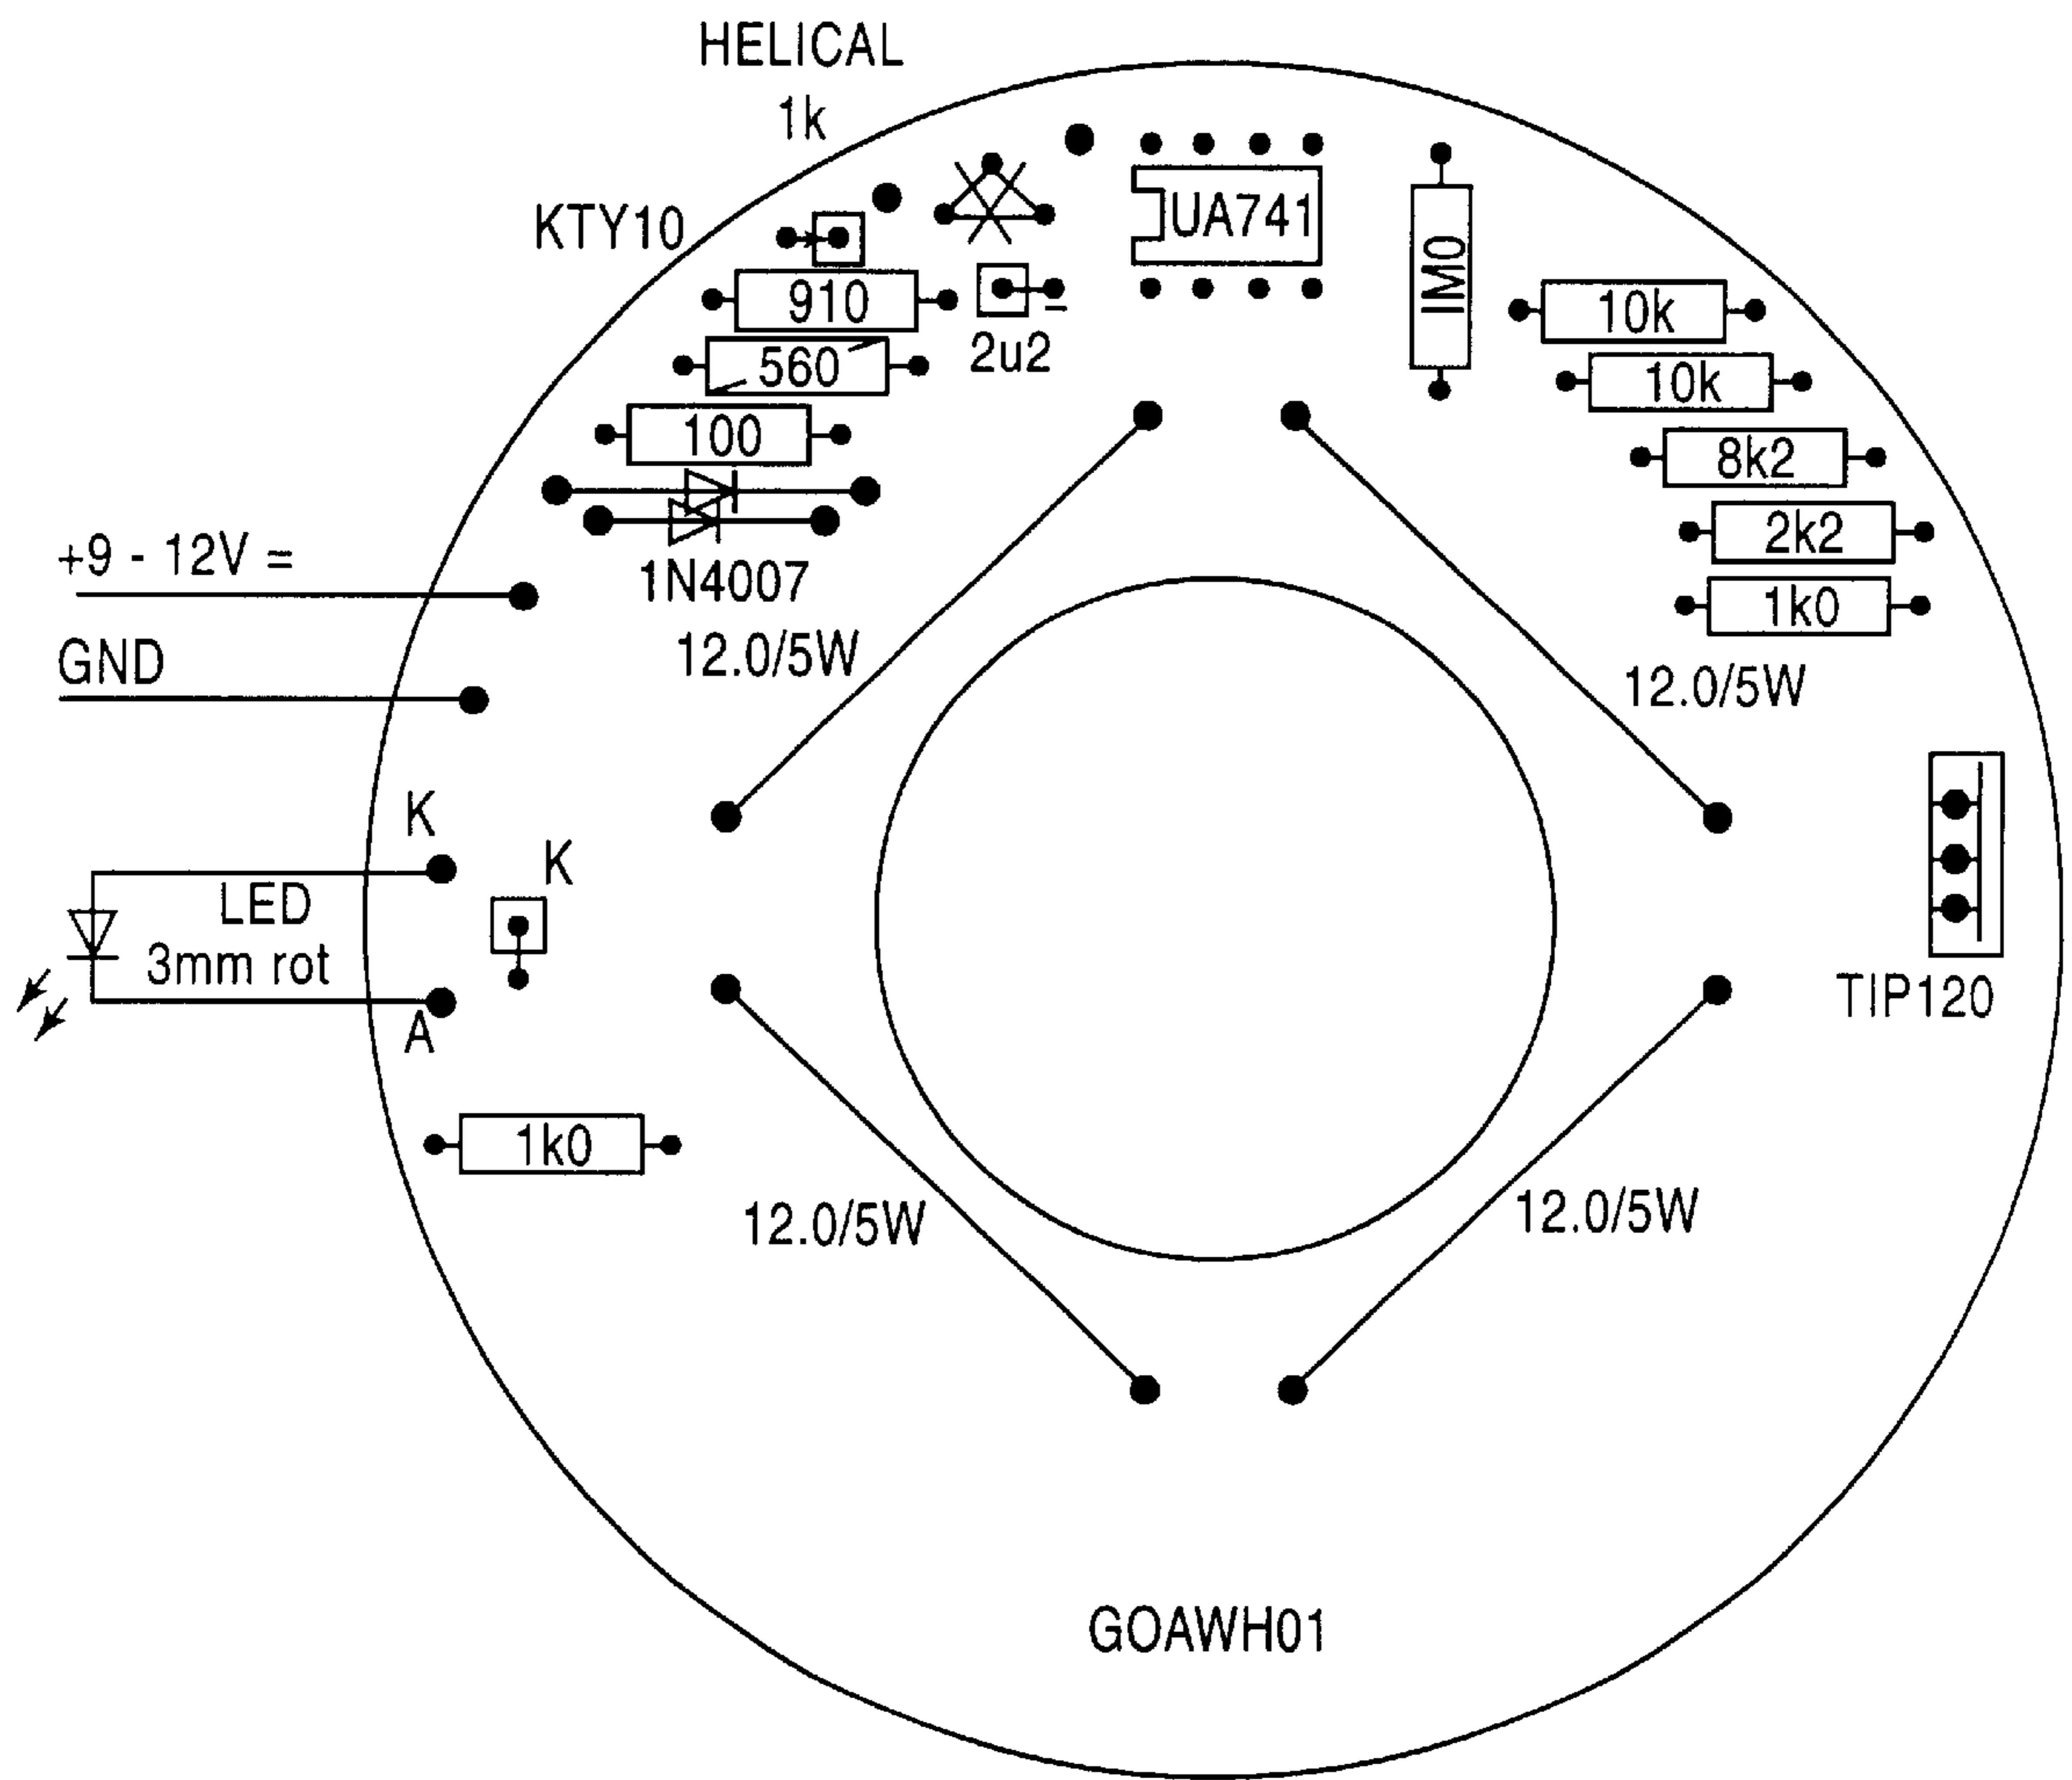 HELICAL
1k
KTY10
UA741
1M0
910
10k
560
2u2
10k
100
8k2
2k2
+9 - 12V =
1N4007
1k0
12.0/5W
GND
12.0/5W
K
K
LED
3mm rot
TIP120
A
1k0
12.0/5W
12.0/5W
GOAWH01